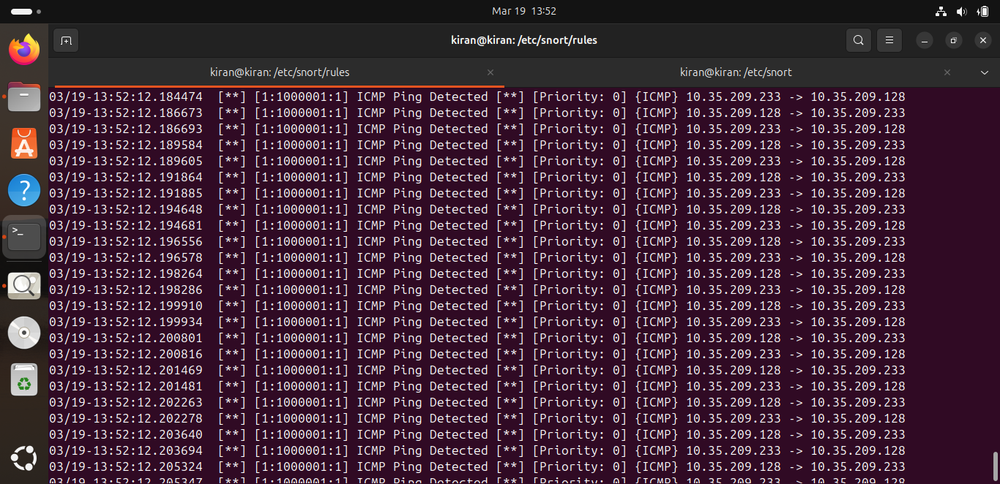 Mar 19 13:52
kiran@kiran: /etc/snort/rules
kiran@kiran: /etc/snort/rules
kiran@kiran: /etc/snort
03/19-13:52:12.184474 [**] [1:1000001:1] ICMP Ping Detected [**] [Priority: 0] {ICMP} 10.35.209.233 -> 10.35.209.128
03/19-13:52:12.186673 [**] [1:1000001:1] ICMP Ping Detected [**] [Priority: 0] {ICMP} 10.35.209.128 -> 10.35.209.233
03/19-13:52:12.186693 [**] [1:1000001:1] ICMP Ping Detected [**] [Priority: 0] {ICMP} 10.35.209.233 -> 10.35.209.128
03/19-13:52:12.189584 [**] [1:1000001:1] ICMP Ping Detected [**] [Priority: 0] {ICMP} 10.35.209.128 -> 10.35.209.233
03/19-13:52:12.189605 [**] [1:1000001:1] ICMP Ping Detected [**] [Priority: 0] {ICMP} 10.35.209.233 -> 10.35.209.128
03/19-13:52:12.191864 [**] [1:1000001:1] ICMP Ping Detected [**] [Priority: 0] {ICMP} 10.35.209.128 -> 10.35.209.233
03/19-13:52:12.191885 [**] [1:1000001:1] ICMP Ping Detected [**] [Priority: 0] {ICMP} 10.35.209.233 -> 10.35.209.128
03/19-13:52:12.194648 [**] [1:1000001:1] ICMP Ping Detected [**] [Priority: 0] {ICMP} 10.35.209.128 -> 10.35.209.233
03/19-13:52:12.194681 [**] [1:1000001:1] ICMP Ping Detected [**] [Priority: 0] {ICMP} 10.35.209.233 -> 10.35.209.128
03/19-13:52:12.196556 [**] [1:1000001:1] ICMP Ping Detected [**] [Priority: 0] {ICMP} 10.35.209.128 -> 10.35.209.233
03/19-13:52:12.196578 [**] [1:1000001:1] ICMP Ping Detected [**] [Priority: 0] {ICMP} 10.35.209.233 -> 10.35.209.128
03/19-13:52:12.198264 [**] [1:1000001:1] ICMP Ping Detected [**] [Priority: 0] {ICMP} 10.35.209.128 -> 10.35.209.233
03/19-13:52:12.198286 [**] [1:1000001:1] ICMP Ping Detected [**] [Priority: 0] {ICMP} 10.35.209.233 -> 10.35.209.128
03/19-13:52:12.199910 [**] [1:1000001:1] ICMP Ping Detected [**] [Priority: 0] {ICMP} 10.35.209.128 -> 10.35.209.233
03/19-13:52:12.199934 [**] [1:1000001:1] ICMP Ping Detected [**] [Priority: 0] {ICMP} 10.35.209.233 -> 10.35.209.128
03/19-13:52:12.200801 [**] [1:1000001:1] ICMP Ping Detected [**] [Priority: 0] {ICMP} 10.35.209.128 -> 10.35.209.233
03/19-13:52:12.200816 [**] [1:1000001:1] ICMP Ping Detected [**] [Priority: 0] {ICMP} 10.35.209.233 -> 10.35.209.128
03/19-13:52:12.201469 [**] [1:1000001:1] ICMP Ping Detected [**] [Priority: 0] {ICMP} 10.35.209.128 -> 10.35.209.233
03/19-13:52:12.201481 [**] [1:1000001:1] ICMP Ping Detected [**] [Priority: 0] {ICMP} 10.35.209.233 -> 10.35.209.128
03/19-13:52:12.202263 [**] [1:1000001:1] ICMP Ping Detected [**] [Priority: 0] {ICMP} 10.35.209.128 -> 10.35.209.233
03/19-13:52:12.202278 [**] [1:1000001:1] ICMP Ping Detected [**] [Priority: 0] {ICMP} 10.35.209.233 -> 10.35.209.128
03/19-13:52:12.203640 [**] [1:1000001:1] ICMP Ping Detected [**] [Priority: 0] {ICMP} 10.35.209.128 -> 10.35.209.233
03/19-13:52:12.203694 [**] [1:1000001:1] ICMP Ping Detected [**] [Priority: 0] {ICMP} 10.35.209.233 -> 10.35.209.128
03/19-13:52:12.205324 [**] [1:1000001:1] ICMP Ping Detected [**] [Priority: 0] {ICMP} 10.35.209.128 -> 10.35.209.233
03/19-13:52:12.205347 [**] [1:1000001:1] ICMP Ping Detected [**] [Priority: 0] {ICMP} 10.35.209.233 -> 10.35.209.128